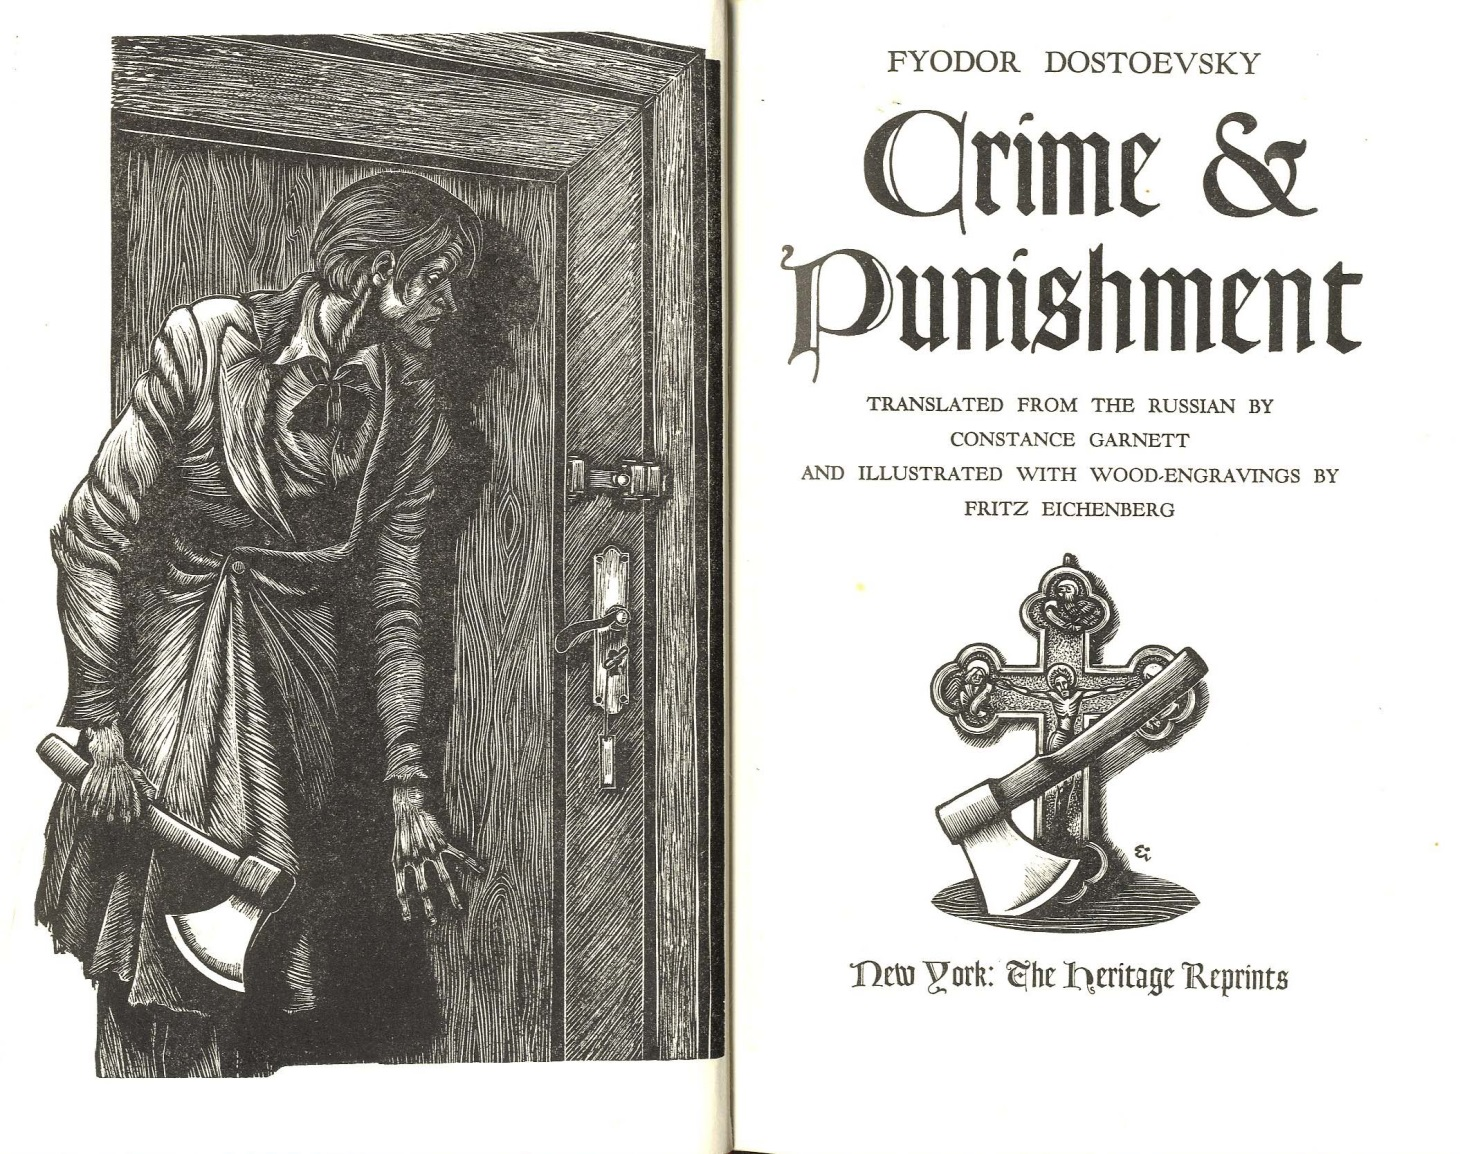 FYODOR DOSTOEVSKY
Crime &
Punishment
TRANSLATED FROM THE RUSSIAN BY
CONSTANCE GARNETT
AND ILLUSTRATED WITH WOOD-ENGRAVINGS BY
FRITZ EICHENBERG
Ei
New York: The Heritage Reprints